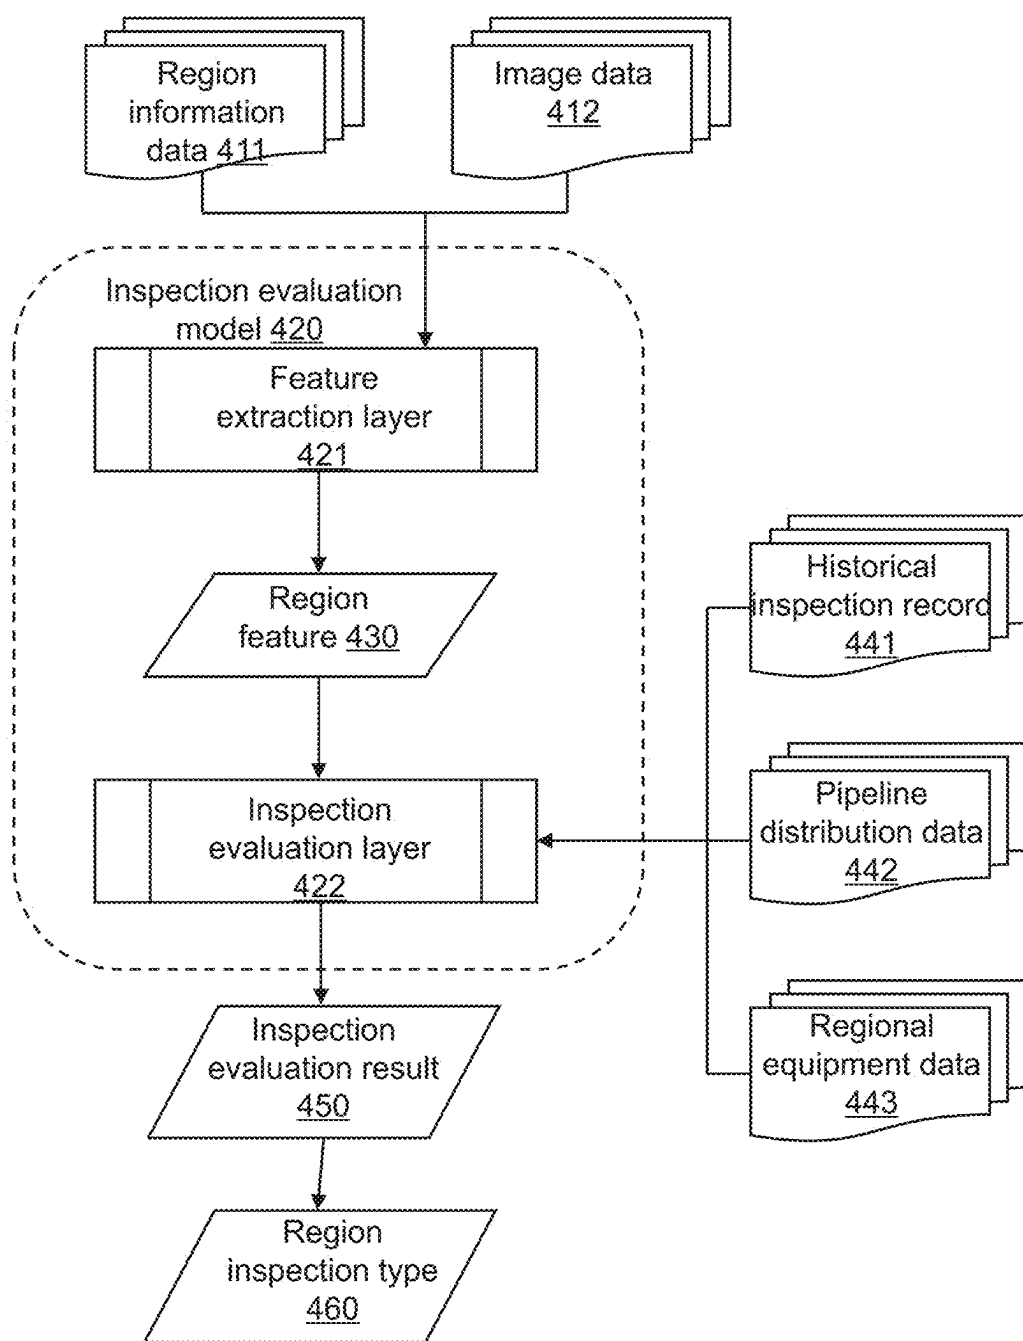 Region
information
data 411
Image data
412
Inspection evaluation
model 420
Feature
extraction layer
421
Region
feature 430
Inspection
evaluation layer
422
Historical
inspection record
441
Pipeline
distribution data
442
Regional
equipment data
443
Inspection
evaluation result
450
Region
inspection type
460